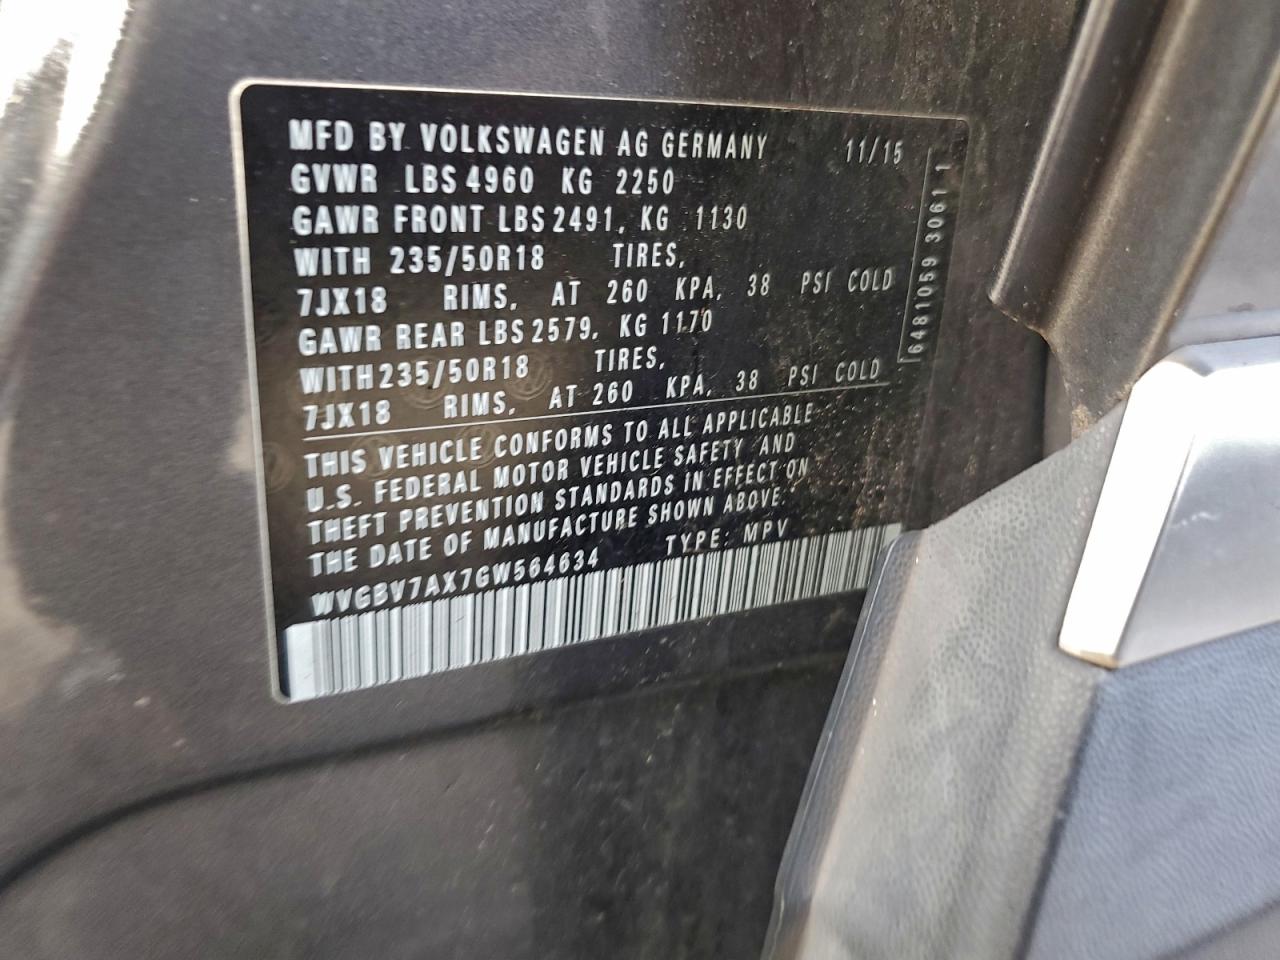 MFD BY VOLKSWAGEN AG GERMANY 11/15
GVWR LBS 4960 KG 2250
GAWR FRONT LBS 2491, KG 1130
WITH 235/50R18 TIRES,
7JX18 RIMS, AT 260 KPA, 38 PSI COLD
GAWR REAR LBS 2579, KG 1170
WITH 235/50R18 TIRES,
7JX18 RIMS, AT 260 KPA, 38 PSI COLD
THIS VEHICLE CONFORMS TO ALL APPLICABLE
U.S. FEDERAL MOTOR VEHICLE SAFETY AND
THEFT PREVENTION STANDARDS IN EFFECT ON
THE DATE OF MANUFACTURE SHOWN ABOVE.
WVGBV7AX7GW564634 TYPE: MPV
6481059 3061 1